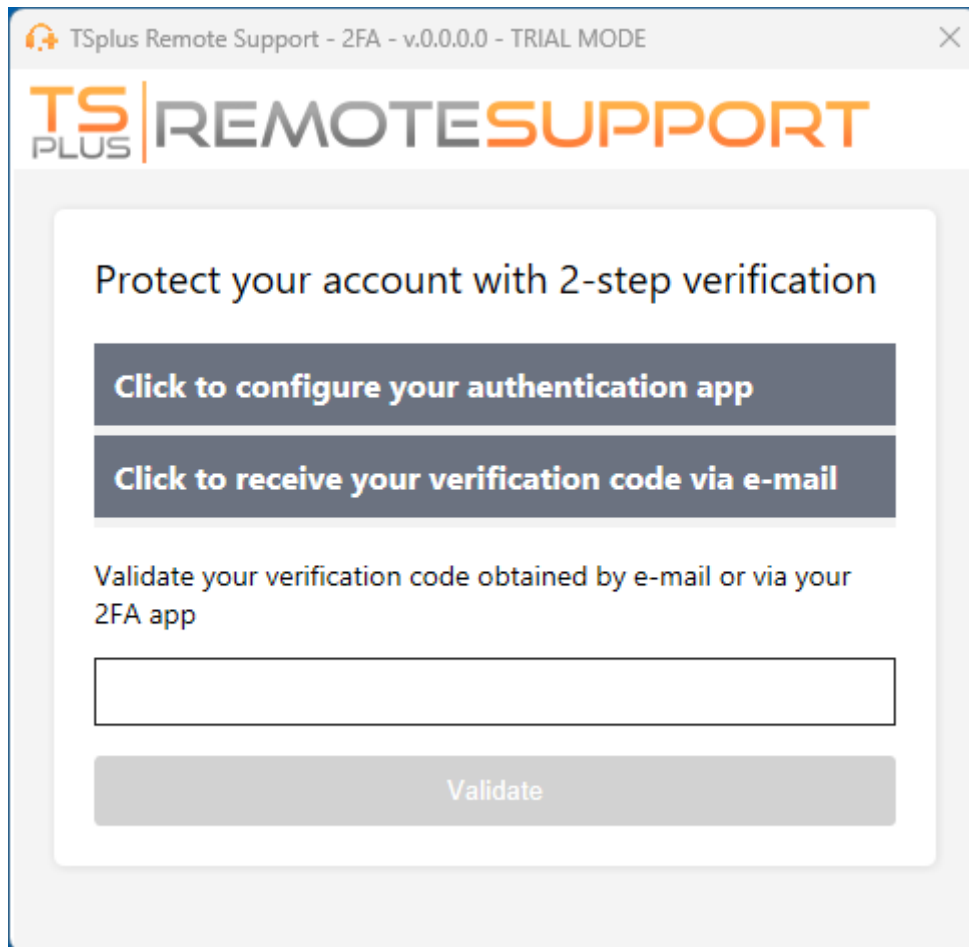 TSplus Remote Support - 2FA - v.0.0.0.0 - TRIAL MODE
TS PLUS REMOTESUPPORT
Protect your account with 2-step verification
Click to configure your authentication app
Click to receive your verification code via e-mail
Validate your verification code obtained by e-mail or via your
2FA app
Validate